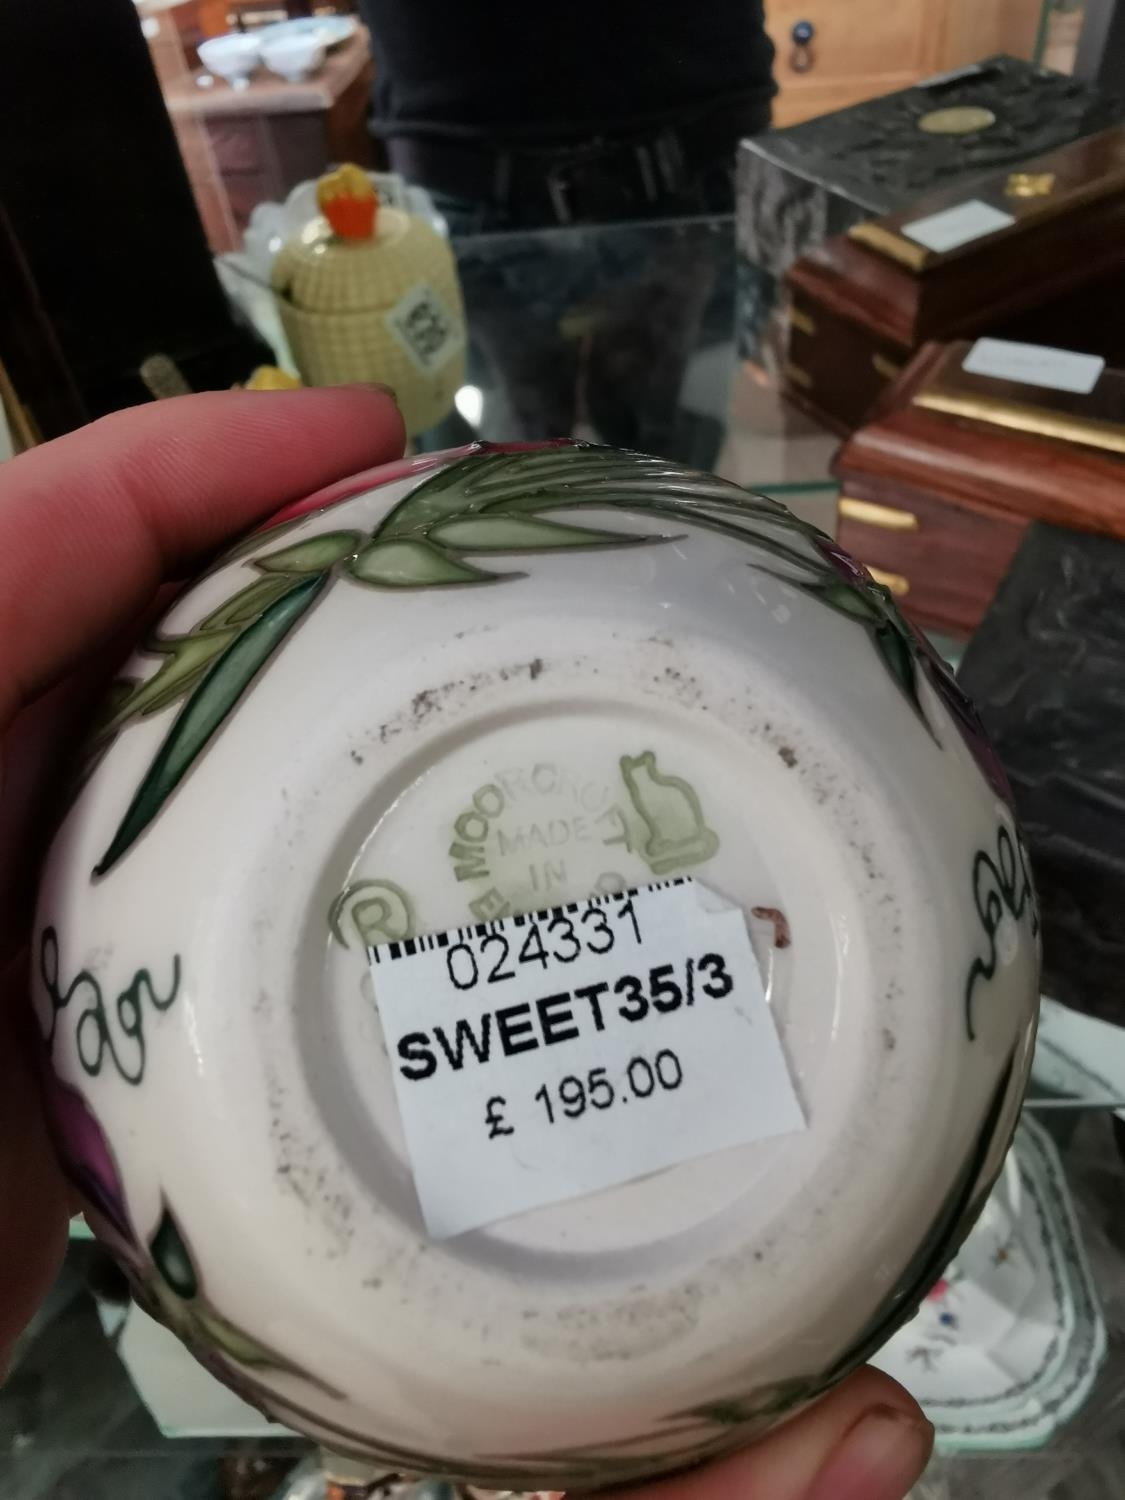 MOORCROFT
MADE
IN
R
024331
SWEET35/3
£ 195.00